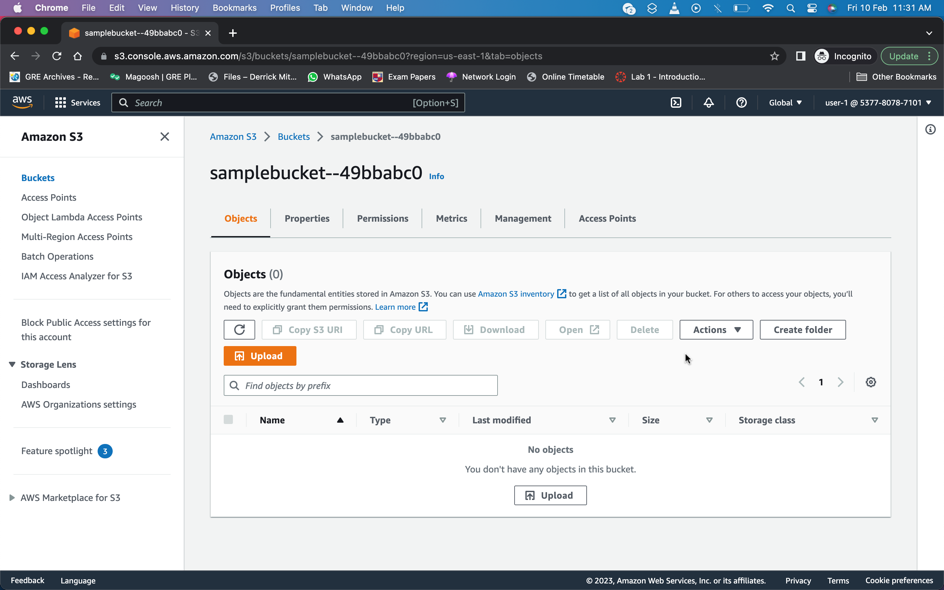 Chrome File Edit View History Bookmarks Profiles Tab Window Help Fri 10 Feb 11:31 AM
samplebucket--49bbabc0 - S3
s3.console.aws.amazon.com/s3/buckets/samplebucket--49bbabc0?region=us-east-1&tab=objects Incognito Update
GRE Archives - Re... Magoosh | GRE Pl... Files – Derrick Mit... WhatsApp Exam Papers Network Login Online Timetable Lab 1 - Introductio... Other Bookmarks
aws Services Search [Option+S] Global user-1 @ 5377-8078-7101
Amazon S3
Buckets
Access Points
Object Lambda Access Points
Multi-Region Access Points
Batch Operations
IAM Access Analyzer for S3
Block Public Access settings for
this account
Storage Lens
Dashboards
AWS Organizations settings
Feature spotlight 3
AWS Marketplace for S3
Amazon S3 Buckets samplebucket--49bbabc0
samplebucket--49bbabc0 Info
Objects Properties Permissions Metrics Management Access Points
Objects (0)
Objects are the fundamental entities stored in Amazon S3. You can use Amazon S3 inventory to get a list of all objects in your bucket. For others to access your objects, you'll
need to explicitly grant them permissions. Learn more
Copy S3 URI Copy URL Download Open Delete Actions Create folder
Upload
Find objects by prefix 1
Name Type Last modified Size Storage class
No objects
You don't have any objects in this bucket.
Upload
Feedback Language © 2023, Amazon Web Services, Inc. or its affiliates. Privacy Terms Cookie preferences